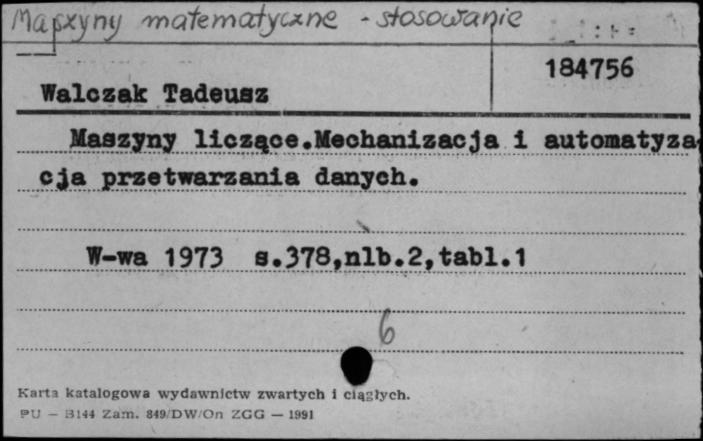 Maszyny matematyczne - stosowanie
184756
Walczak Tadeusz
Maszyny liczące.Mechanizacja i automatyza-
cja przetwarzania danych.
W-wa 1973 s.378,nlb.2,tabl.1
6
Karta katalogowa wydawnictw zwartych i ciągłych.
PU — B144 Zam. 849/DW/On ZGG — 1991